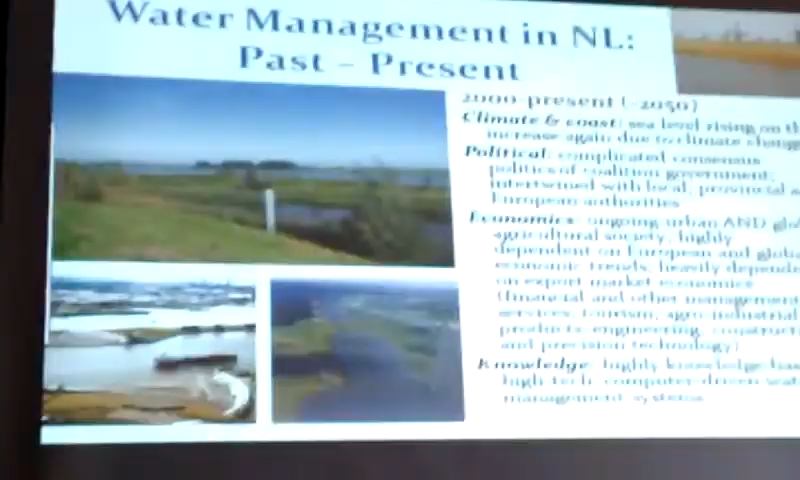 Water Management in NL:
Past – Present
2000-present (-2050)
Climate & coast: sea level rising on th
increase again due to climate chang
Political: complicated consensus
politics of coalition government;
intertwined with local, provincial a
European authorities
Economics: ongoing urban AND glo
agricultural society, highly
dependent on European and globa
economic trends, heavily depende
on export market economics
(financial and other management
services, tourism, agro-industrial
products, engineering, constructi
and precision technology)
Knowledge: highly knowledge-bas
high-tech, computer-driven wat
management systems